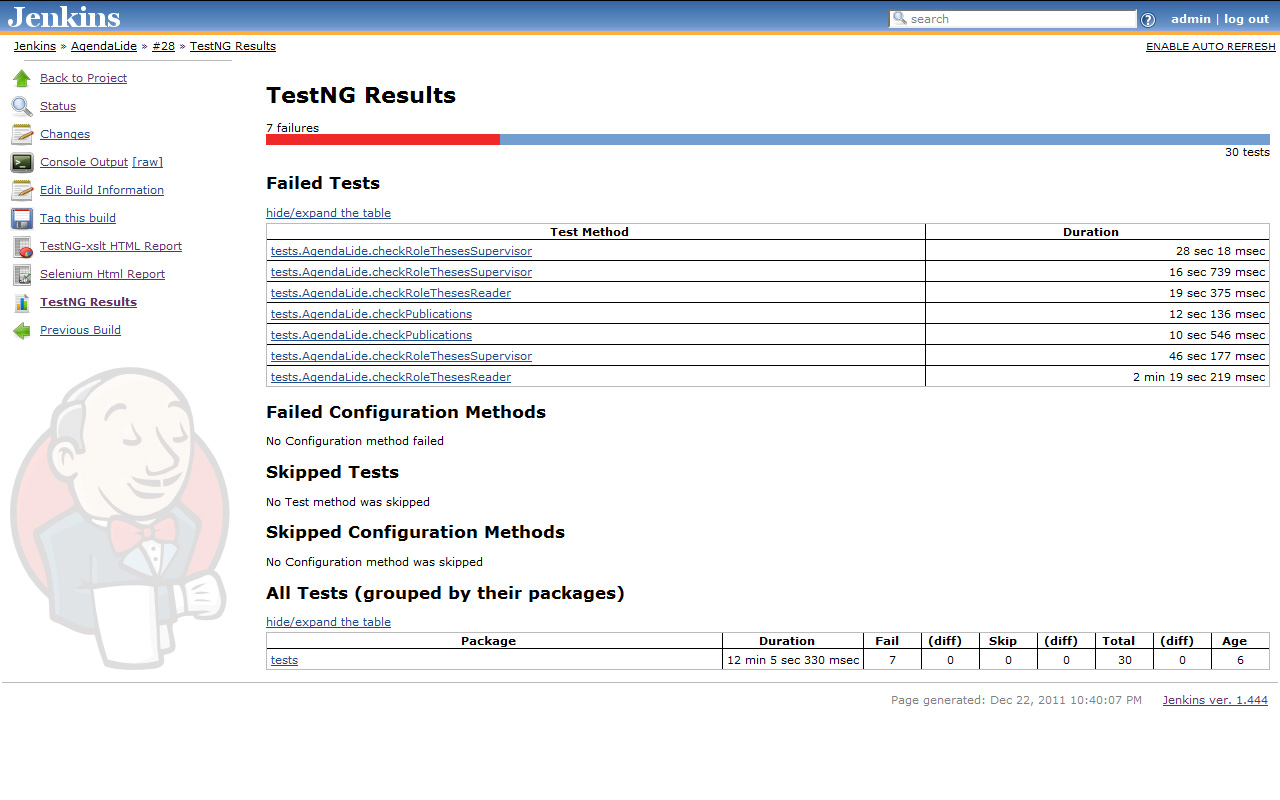 Jenkins
search
admin | log out
Jenkins » AgendaLide » #28 » TestNG Results
ENABLE AUTO REFRESH
Back to Project
Status
Changes
Console Output [raw]
Edit Build Information
Tag this build
TestNG-xslt HTML Report
Selenium Html Report
TestNG Results
Previous Build
TestNG Results
7 failures
30 tests
Failed Tests
hide/expand the table
Test Method Duration
tests.AgendaLide.checkRoleThesesSupervisor 28 sec 18 msec
tests.AgendaLide.checkRoleThesesSupervisor 16 sec 739 msec
tests.AgendaLide.checkRoleThesesReader 19 sec 375 msec
tests.AgendaLide.checkPublications 12 sec 136 msec
tests.AgendaLide.checkPublications 10 sec 546 msec
tests.AgendaLide.checkRoleThesesSupervisor 46 sec 177 msec
tests.AgendaLide.checkRoleThesesReader 2 min 19 sec 219 msec
Failed Configuration Methods
No Configuration method failed
Skipped Tests
No Test method was skipped
Skipped Configuration Methods
No Configuration method was skipped
All Tests (grouped by their packages)
hide/expand the table
Package Duration Fail (diff) Skip (diff) Total (diff) Age
tests 12 min 5 sec 330 msec 7 0 0 0 30 0 6
Page generated: Dec 22, 2011 10:40:07 PM Jenkins ver. 1.444